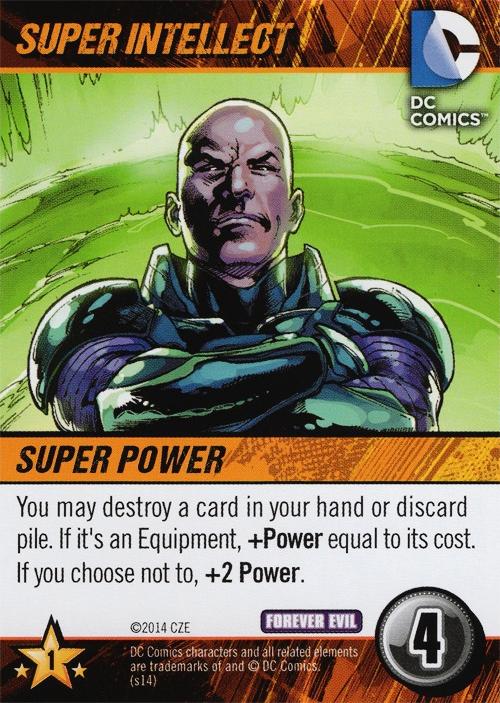 SUPER INTELLECT
DC
COMICS™
SUPER POWER
You may destroy a card in your hand or discard
pile. If it's an Equipment, +Power equal to its cost.
If you choose not to, +2 Power.
©2014 CZE
FOREVER EVIL
1
DC Comics characters and all related elements
are trademarks of and © DC Comics.
(s14)
4